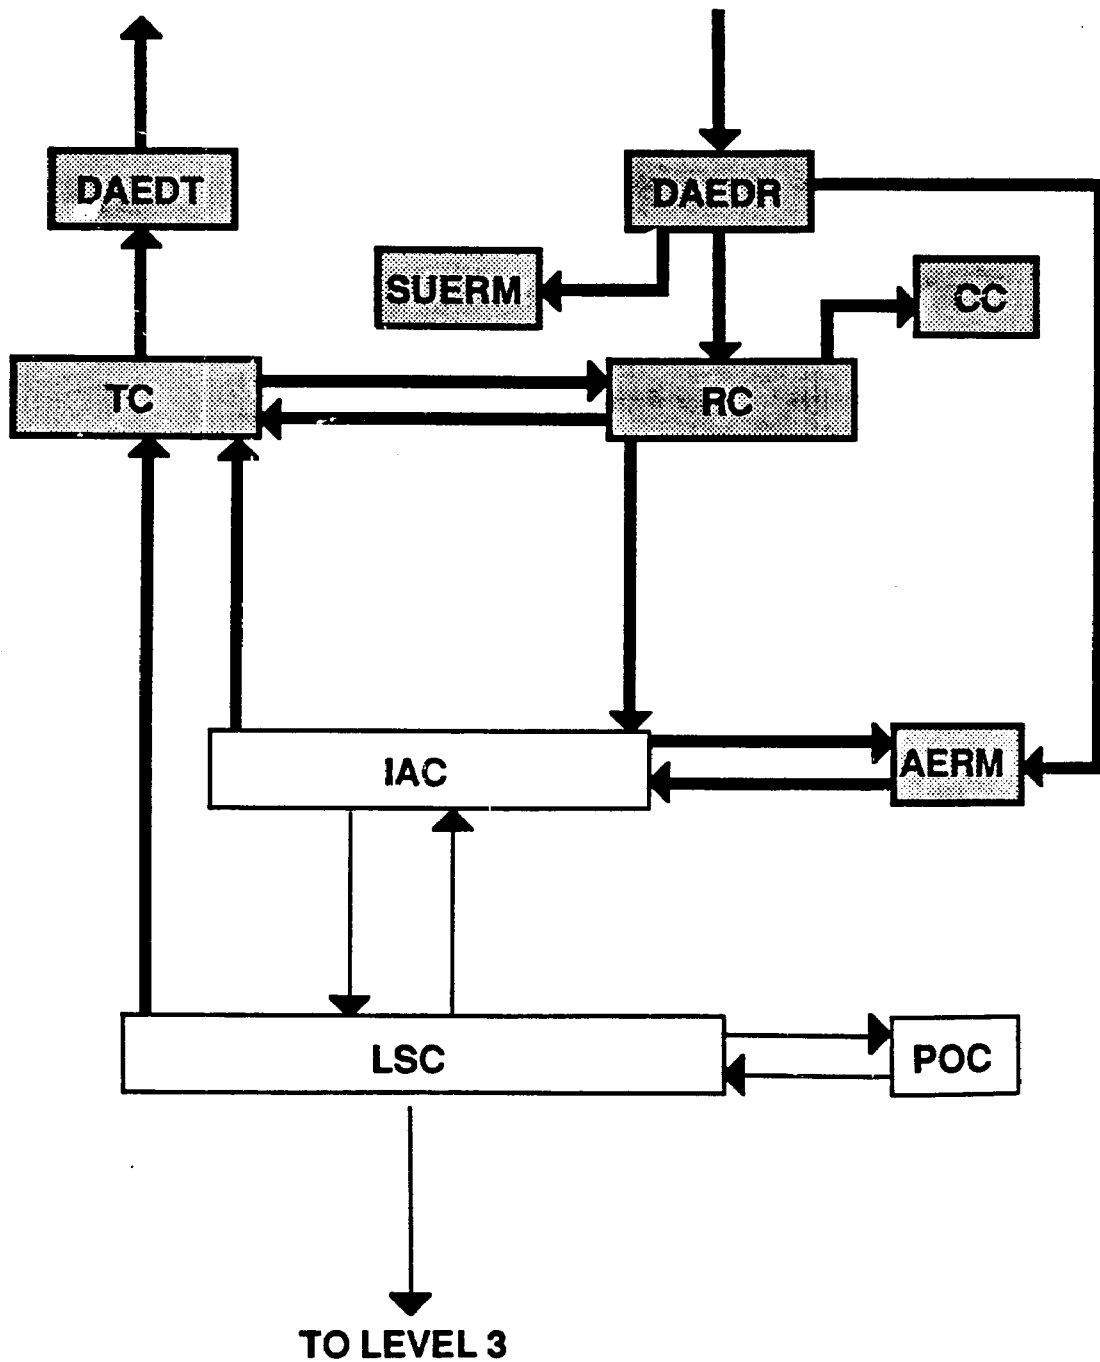 DAEDT
DAEDR
SUERM
CC
TC
RC
IAC
AERM
LSC
POC
TO LEVEL 3